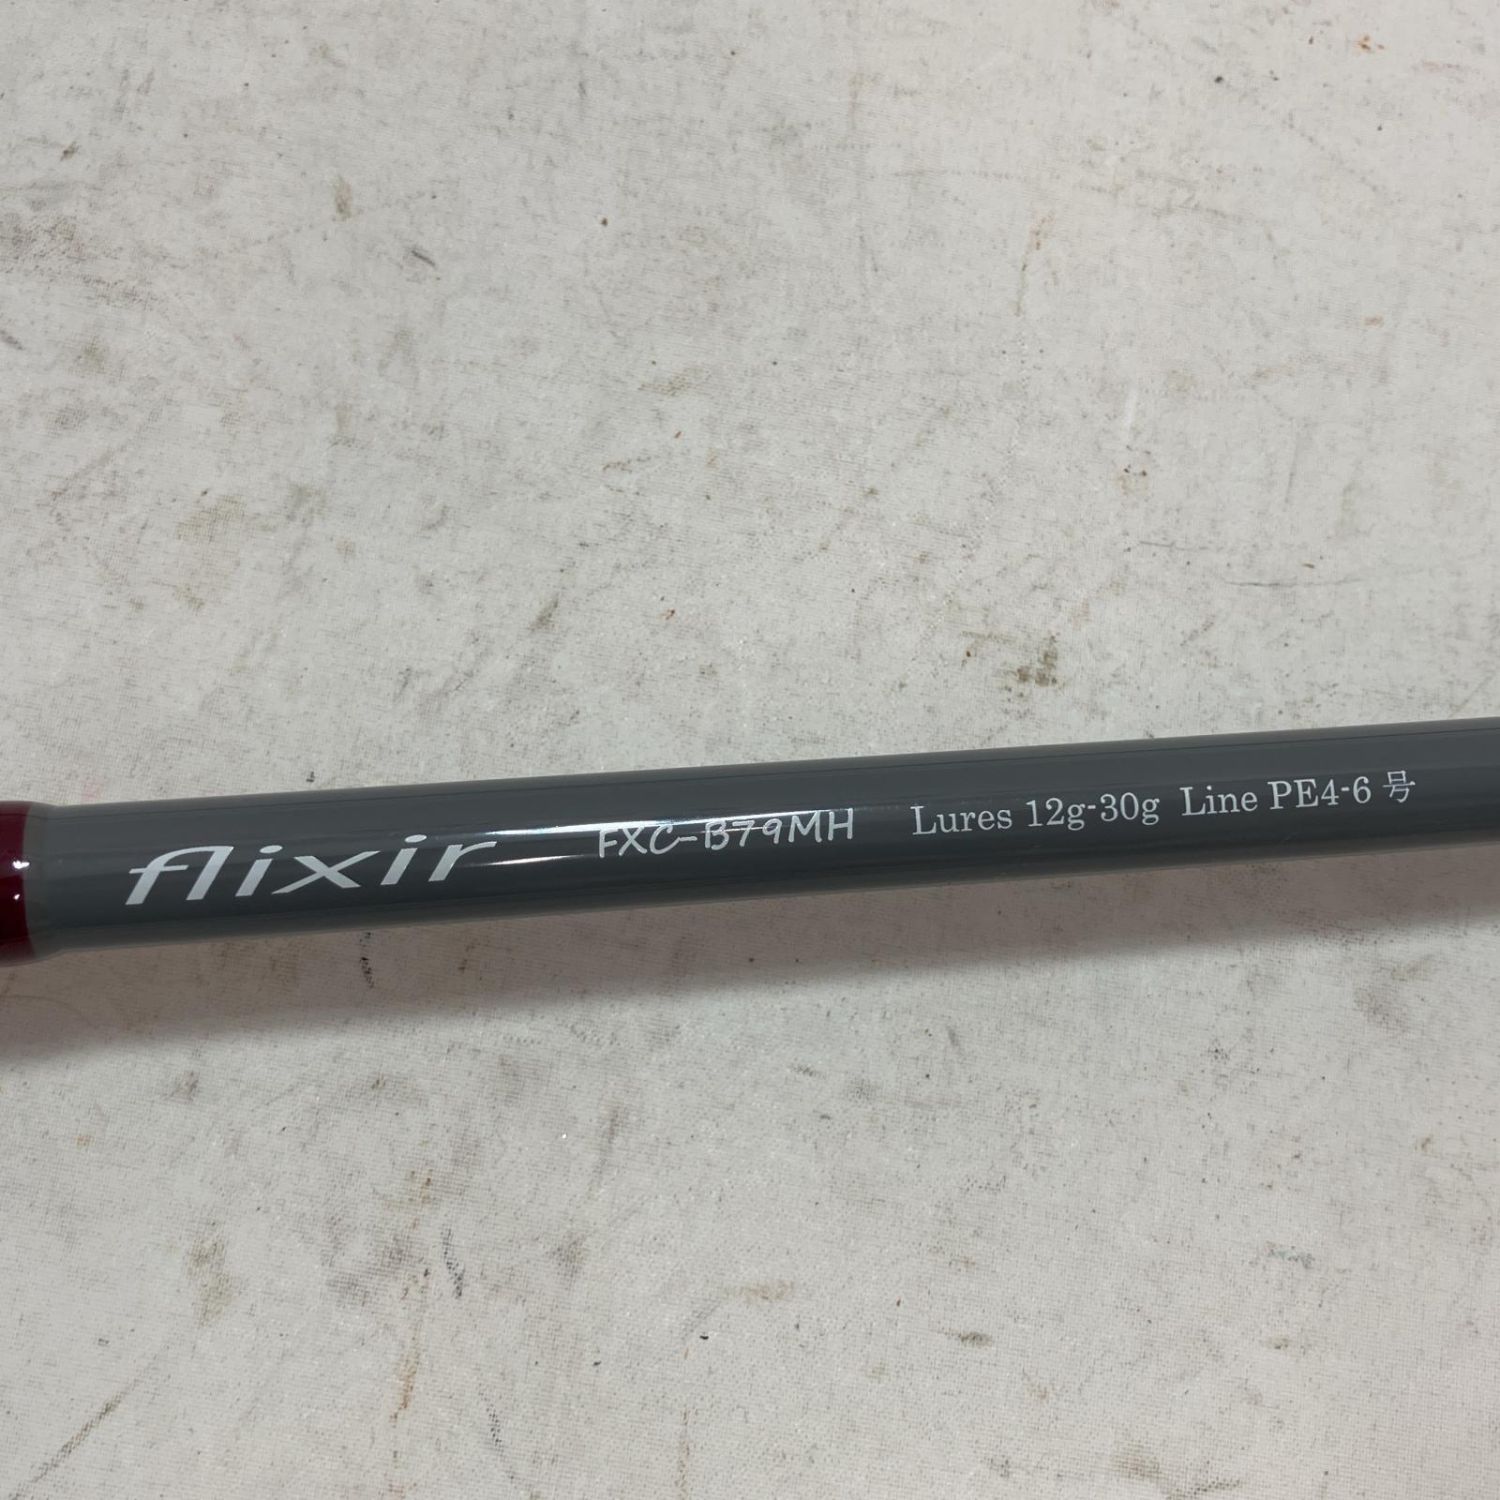 flixir FXC-B79MH Lures 12g-30g Line PE4-6 号